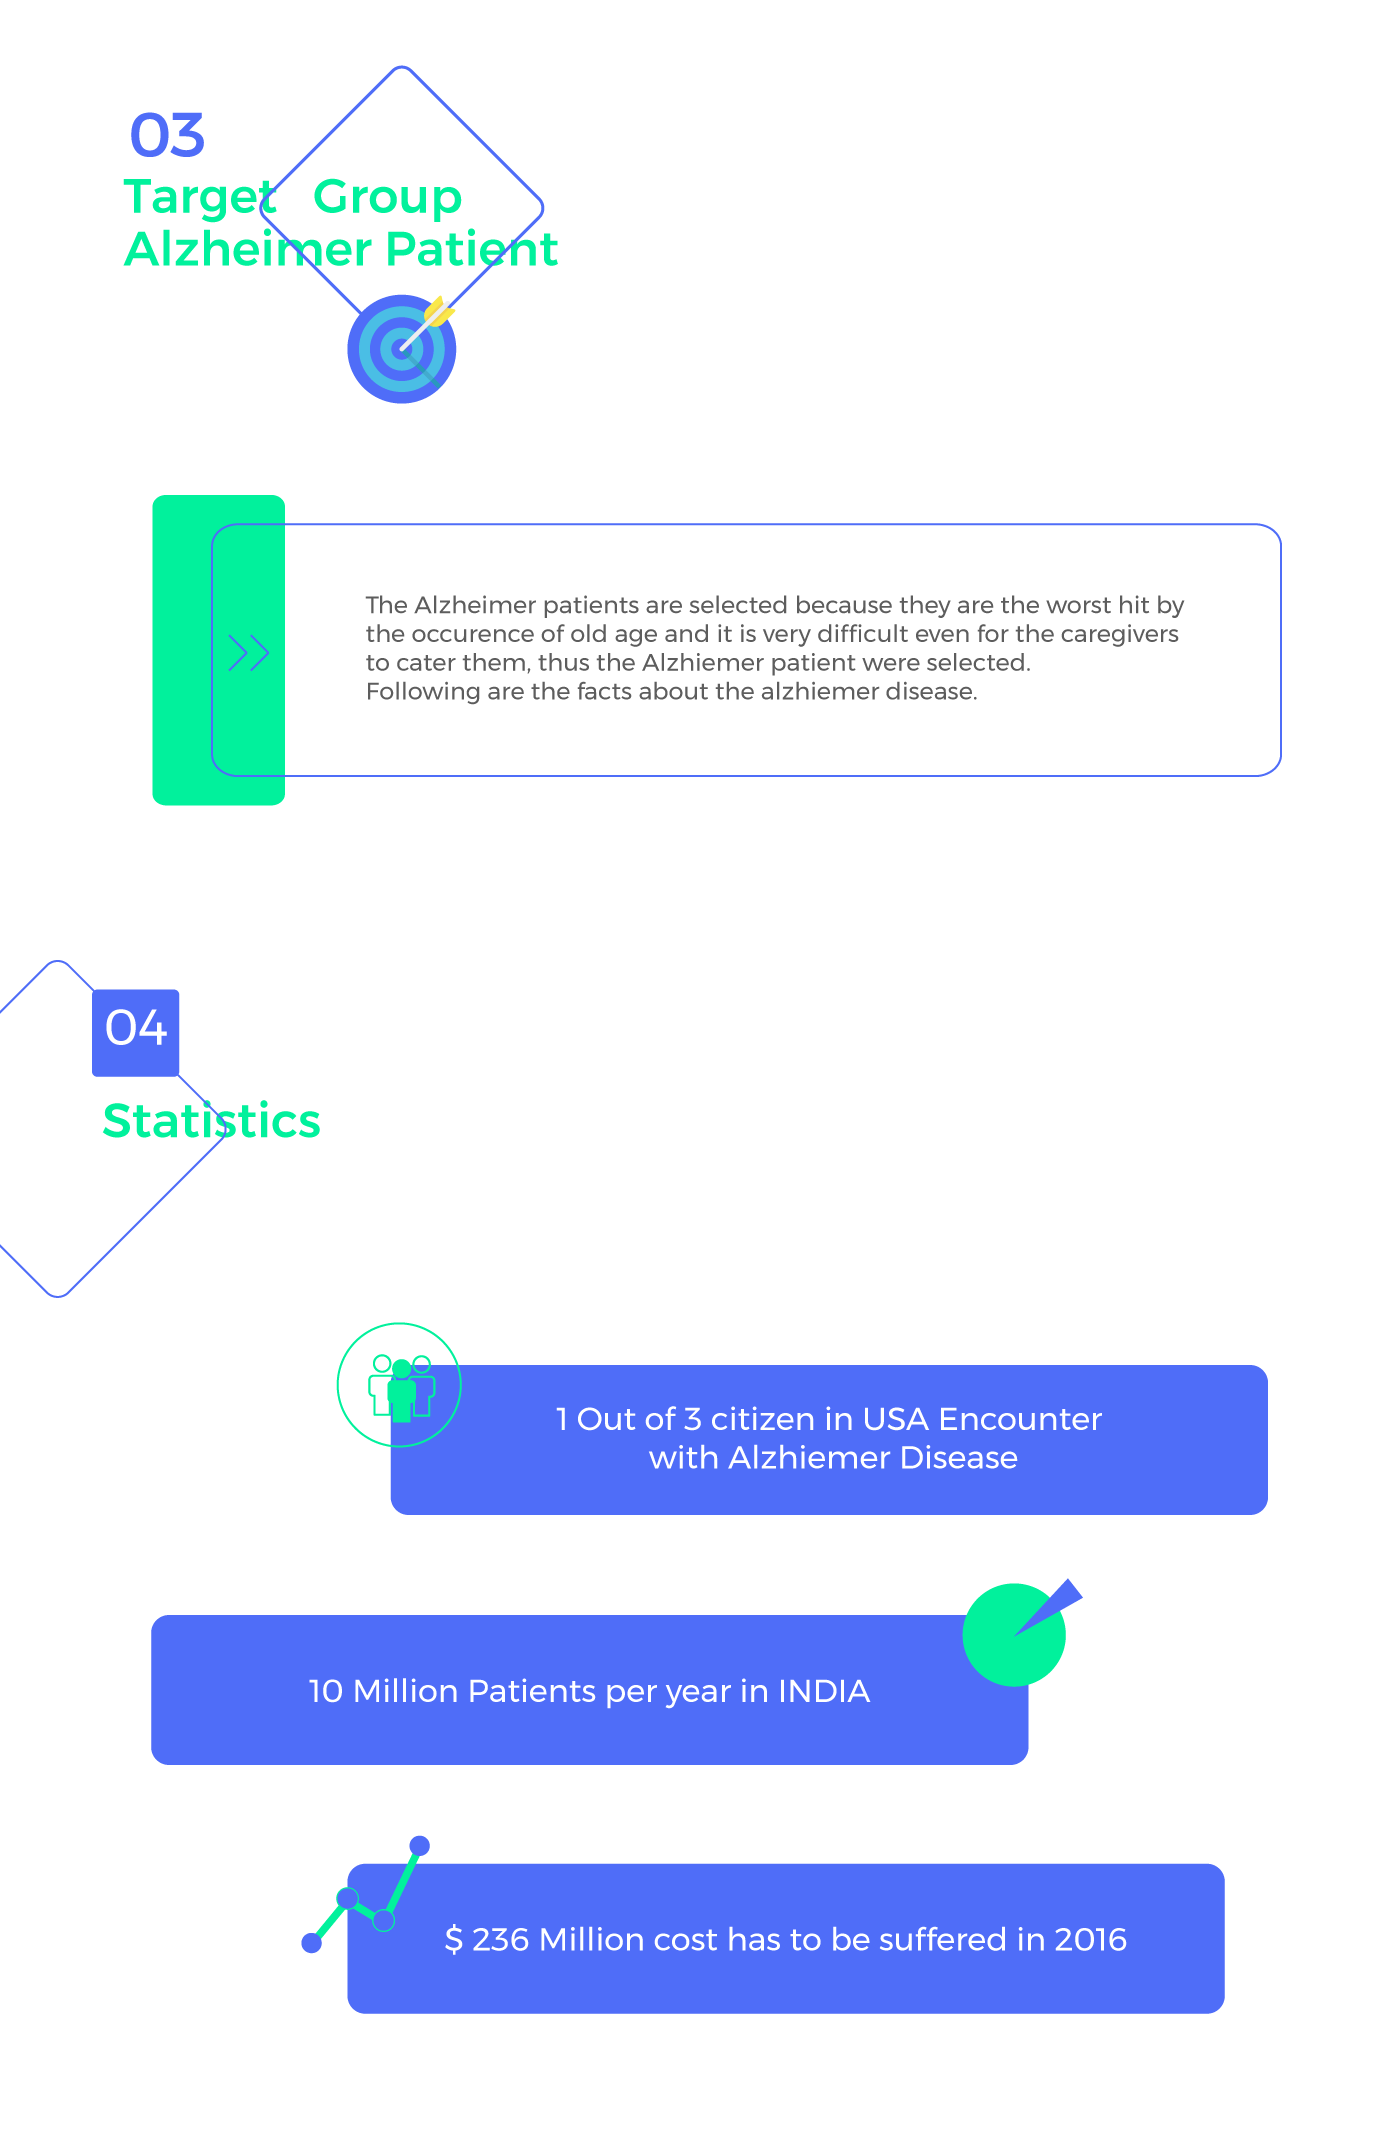 03
Target Group
Alzheimer Patient
The Alzheimer patients are selected because they are the worst hit by
the occurence of old age and it is very difficult even for the caregivers
to cater them, thus the Alzhiemer patient were selected.
Following are the facts about the alzhiemer disease.
04
Statistics
1 Out of 3 citizen in USA Encounter
with Alzhiemer Disease
10 Million Patients per year in INDIA
$ 236 Million cost has to be suffered in 2016